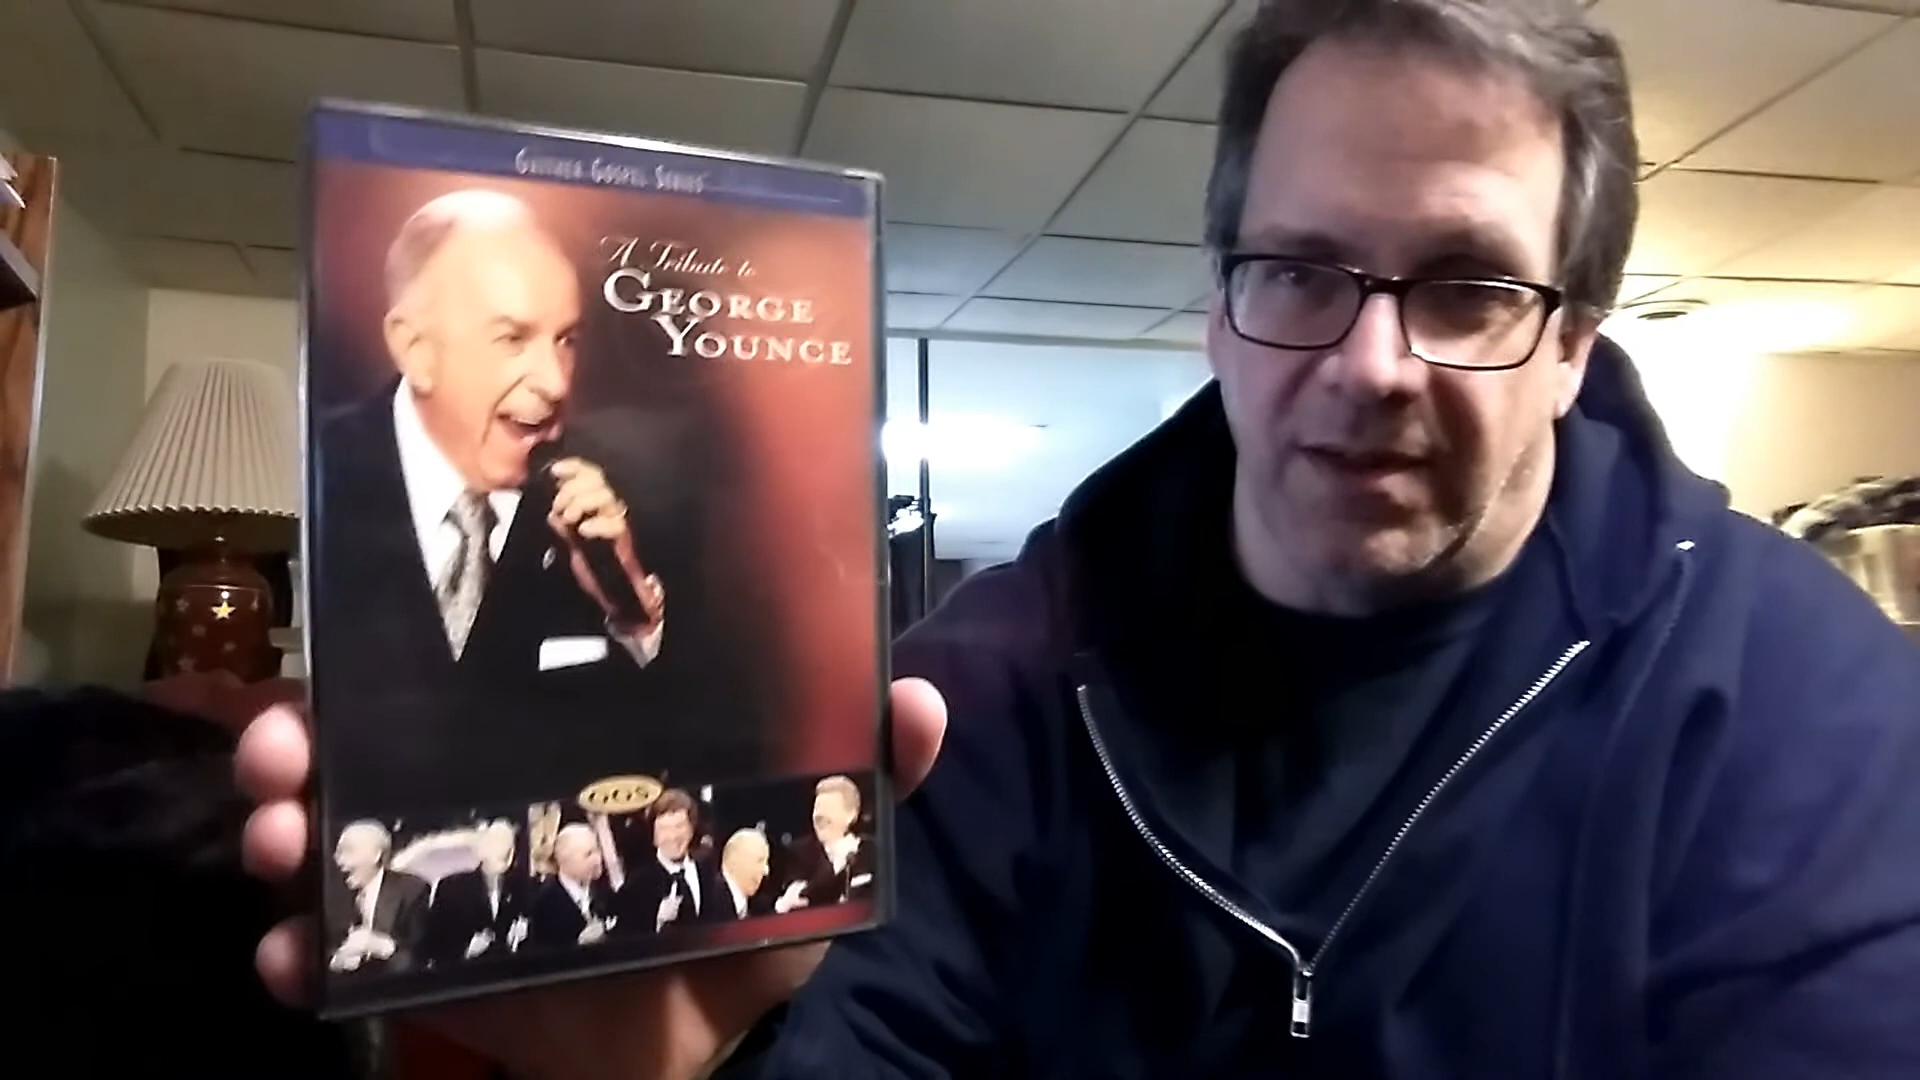 GAITHER GOSPEL SERIES
A Tribute to
GEORGE
YOUNCE
GGS